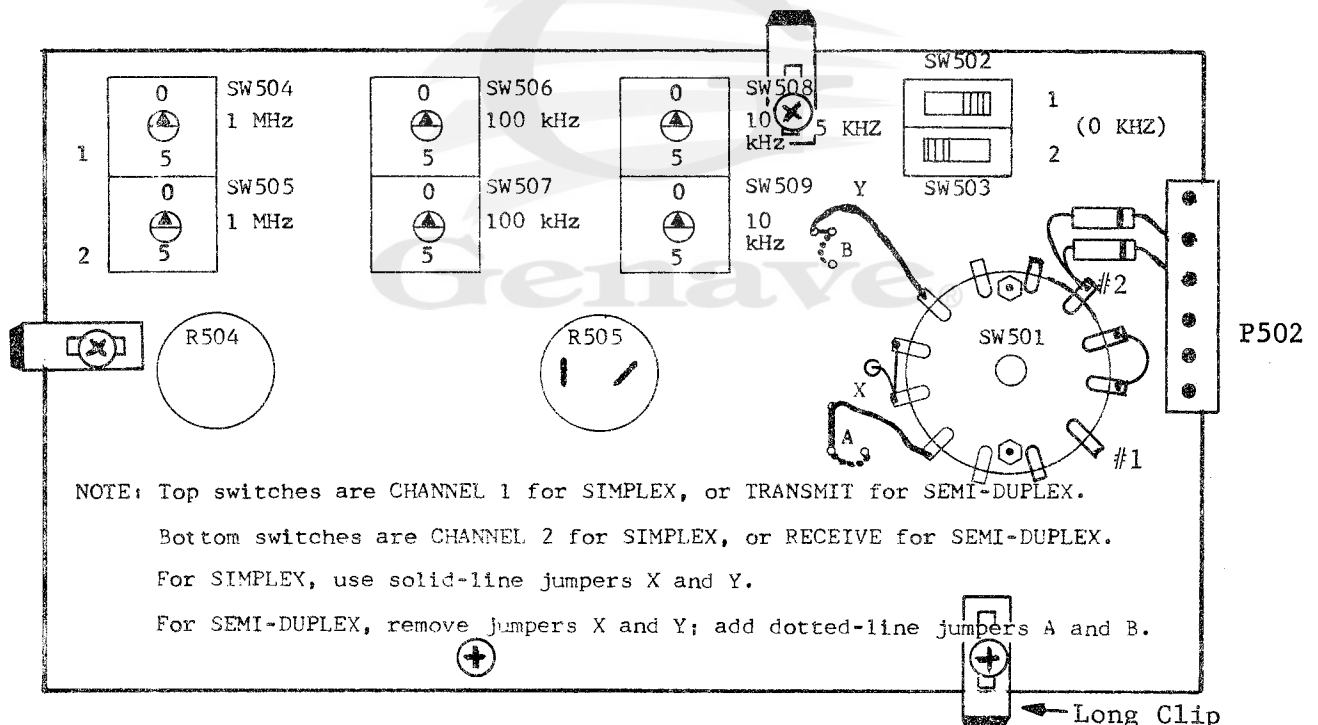 SW502
0
SW504
1 MHz
5
0
SW506
100 kHz
5
0
SW508
10
kHz
5
5 KHZ
1
(0 KHZ)
2
SW503
1
0
SW505
1 MHz
5
2
0
SW507
100 kHz
5
0
SW509
10
kHz
5
Y
B
Genave®
#2
P502
R504
R505
SW501
X
A
#1
NOTE: Top switches are CHANNEL 1 for SIMPLEX, or TRANSMIT for SEMI-DUPLEX.
Bottom switches are CHANNEL 2 for SIMPLEX, or RECEIVE for SEMI-DUPLEX.
For SIMPLEX, use solid-line jumpers X and Y.
For SEMI-DUPLEX, remove jumpers X and Y; add dotted-line jumpers A and B.
Long Clip